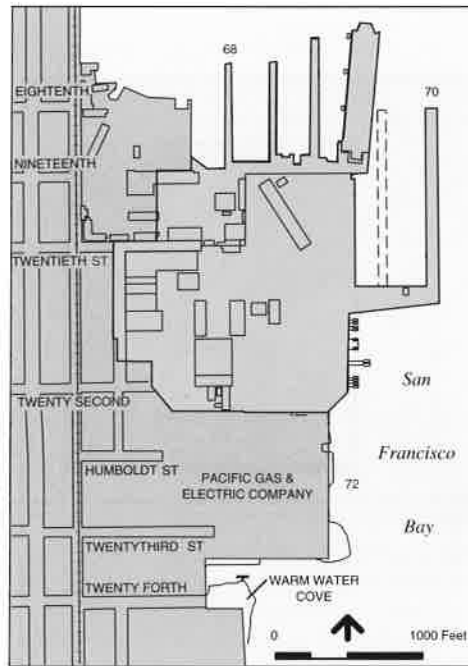 68
70
EIGHTENTH
NINETEENTH
TWENTIETH ST
San
TWENTY SECOND
Francisco
HUMBOLDT ST
PACIFIC GAS &
ELECTRIC COMPANY
72
Bay
TWENTYTHIRD ST
TWENTY FORTH
WARM WATER
COVE
0 1000 Feet